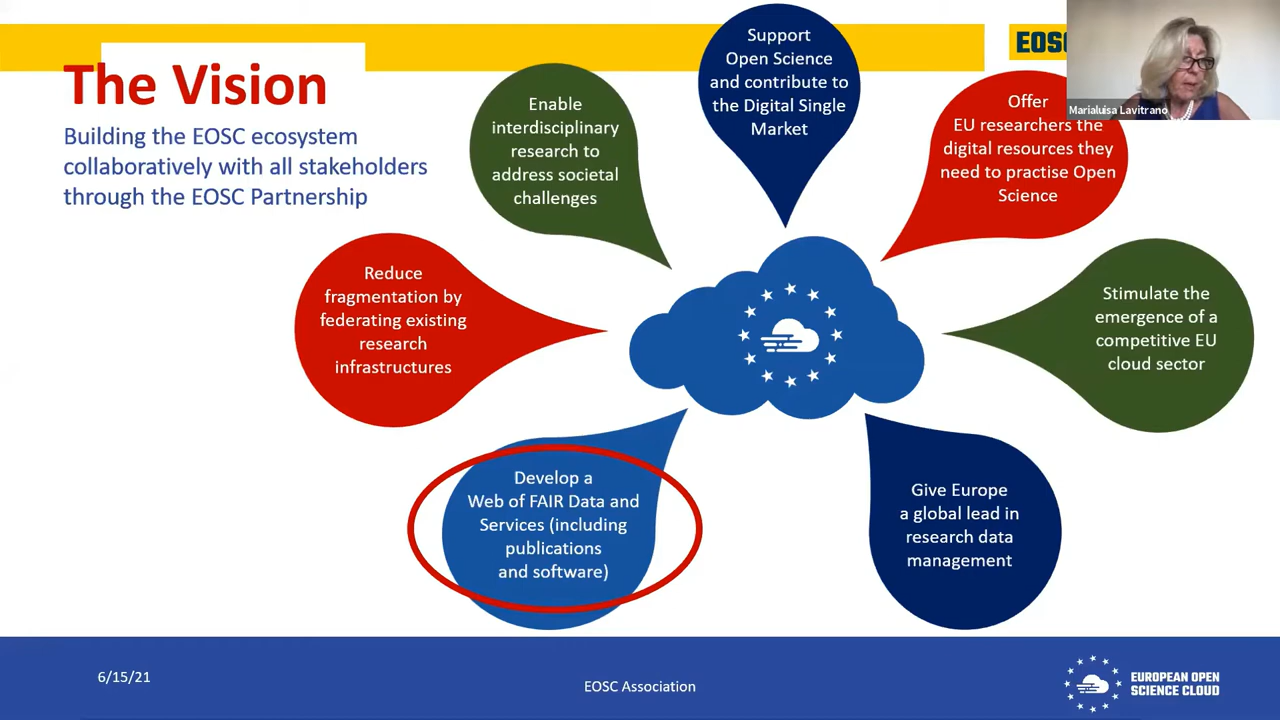 The Vision
Building the EOSC ecosystem
collaboratively with all stakeholders
through the EOSC Partnership
Support
Open Science
and contribute to
the Digital Single
Market
EOSC
Marialuisa Lavitrano
Enable
interdisciplinary
research to
address societal
challenges
Offer
EU researchers the
digital resources they
need to practise Open
Science
Reduce
fragmentation by
federating existing
research
infrastructures
Stimulate the
emergence of a
competitive EU
cloud sector
Develop a
Web of FAIR Data and
Services (including
publications
and software)
Give Europe
a global lead in
research data
management
6/15/21
EOSC Association
EUROPEAN OPEN
SCIENCE CLOUD